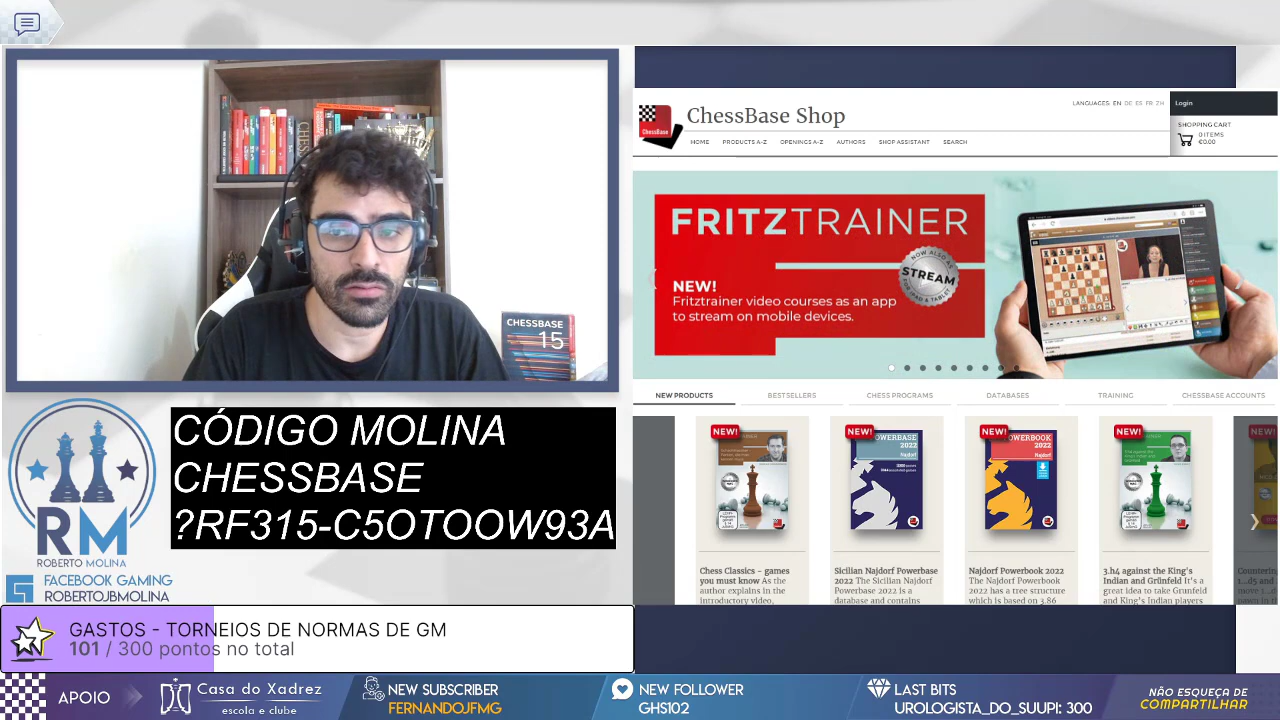 ChessBase
ChessBase Shop
LANGUAGES: EN DE ES FR ZH
Login
SHOPPING CART
0 ITEMS
€0.00
HOME
PRODUCTS A-Z
OPENINGS A-Z
AUTHORS
SHOP ASSISTANT
SEARCH
FRITZTRAINER
NOW ALSO
STREAM
NEW!
Fritztrainer video courses as an app
to stream on mobile devices.
CHESSBASE
15
NEW PRODUCTS
BESTSELLERS
CHESS PROGRAMS
DATABASES
TRAINING
CHESSBASE ACCOUNTS
NEW!
NEW!
NEW!
NEW!
POWERBASE
2022
Najdorf
POWERBOOK
2022
Najdorf
Chess Classics - games
you must know As the
author explains in the
introductory video,
Sicilian Najdorf Powerbase
2022 The Sicilian Najdorf
Powerbase 2022 is a
database and contains
Najdorf Powerbook 2022
The Najdorf Powerbook
2022 has a tree structure
which is based on 3.86
3.h4 against the King's
Indian and Grünfeld It's a
great idea to take Grunfeld
and King's Indian players
CÓDIGO MOLINA
CHESSBASE
?RF315-C5OTOOW93A
RM
ROBERTO MOLINA
FACEBOOK GAMING
ROBERTOJBMOLINA
GASTOS - TORNEIOS DE NORMAS DE GM
101 / 300 pontos no total
APOIO
Casa do Xadrez
escola e clube
NEW SUBSCRIBER
FERNANDOJFMG
NEW FOLLOWER
GHS102
LAST BITS
UROLOGISTA_DO_SUUPI: 300
NÃO ESQUEÇA DE
COMPARTILHAR